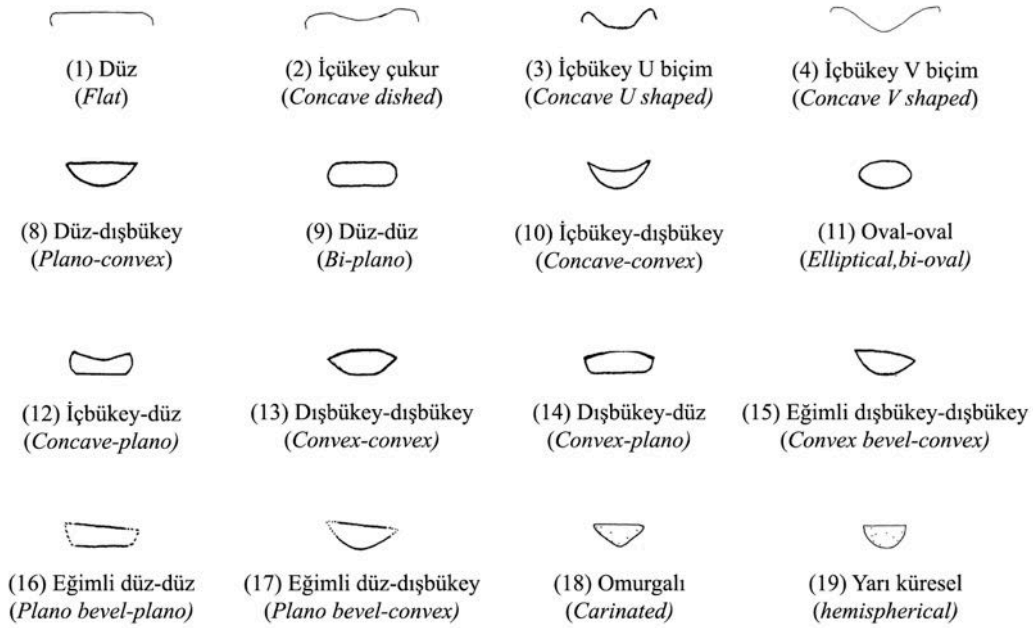 (1) Düz
(Flat)
(2) İçükey çukur
(Concave dished)
(3) İçbükey U biçim
(Concave U shaped)
(4) İçbükey V biçim
(Concave V shaped)
(8) Düz-dışbükey
(Plano-convex)
(9) Düz-düz
(Bi-plano)
(10) İçbükey-dışbükey
(Concave-convex)
(11) Oval-oval
(Elliptical,bi-oval)
(12) İçbükey-düz
(Concave-plano)
(13) Dışbükey-dışbükey
(Convex-convex)
(14) Dışbükey-düz
(Convex-plano)
(15) Eğimli dışbükey-dışbükey
(Convex bevel-convex)
(16) Eğimli düz-düz
(Plano bevel-plano)
(17) Eğimli düz-dışbükey
(Plano bevel-convex)
(18) Omurgalı
(Carinated)
(19) Yarı küresel
(hemispherical)